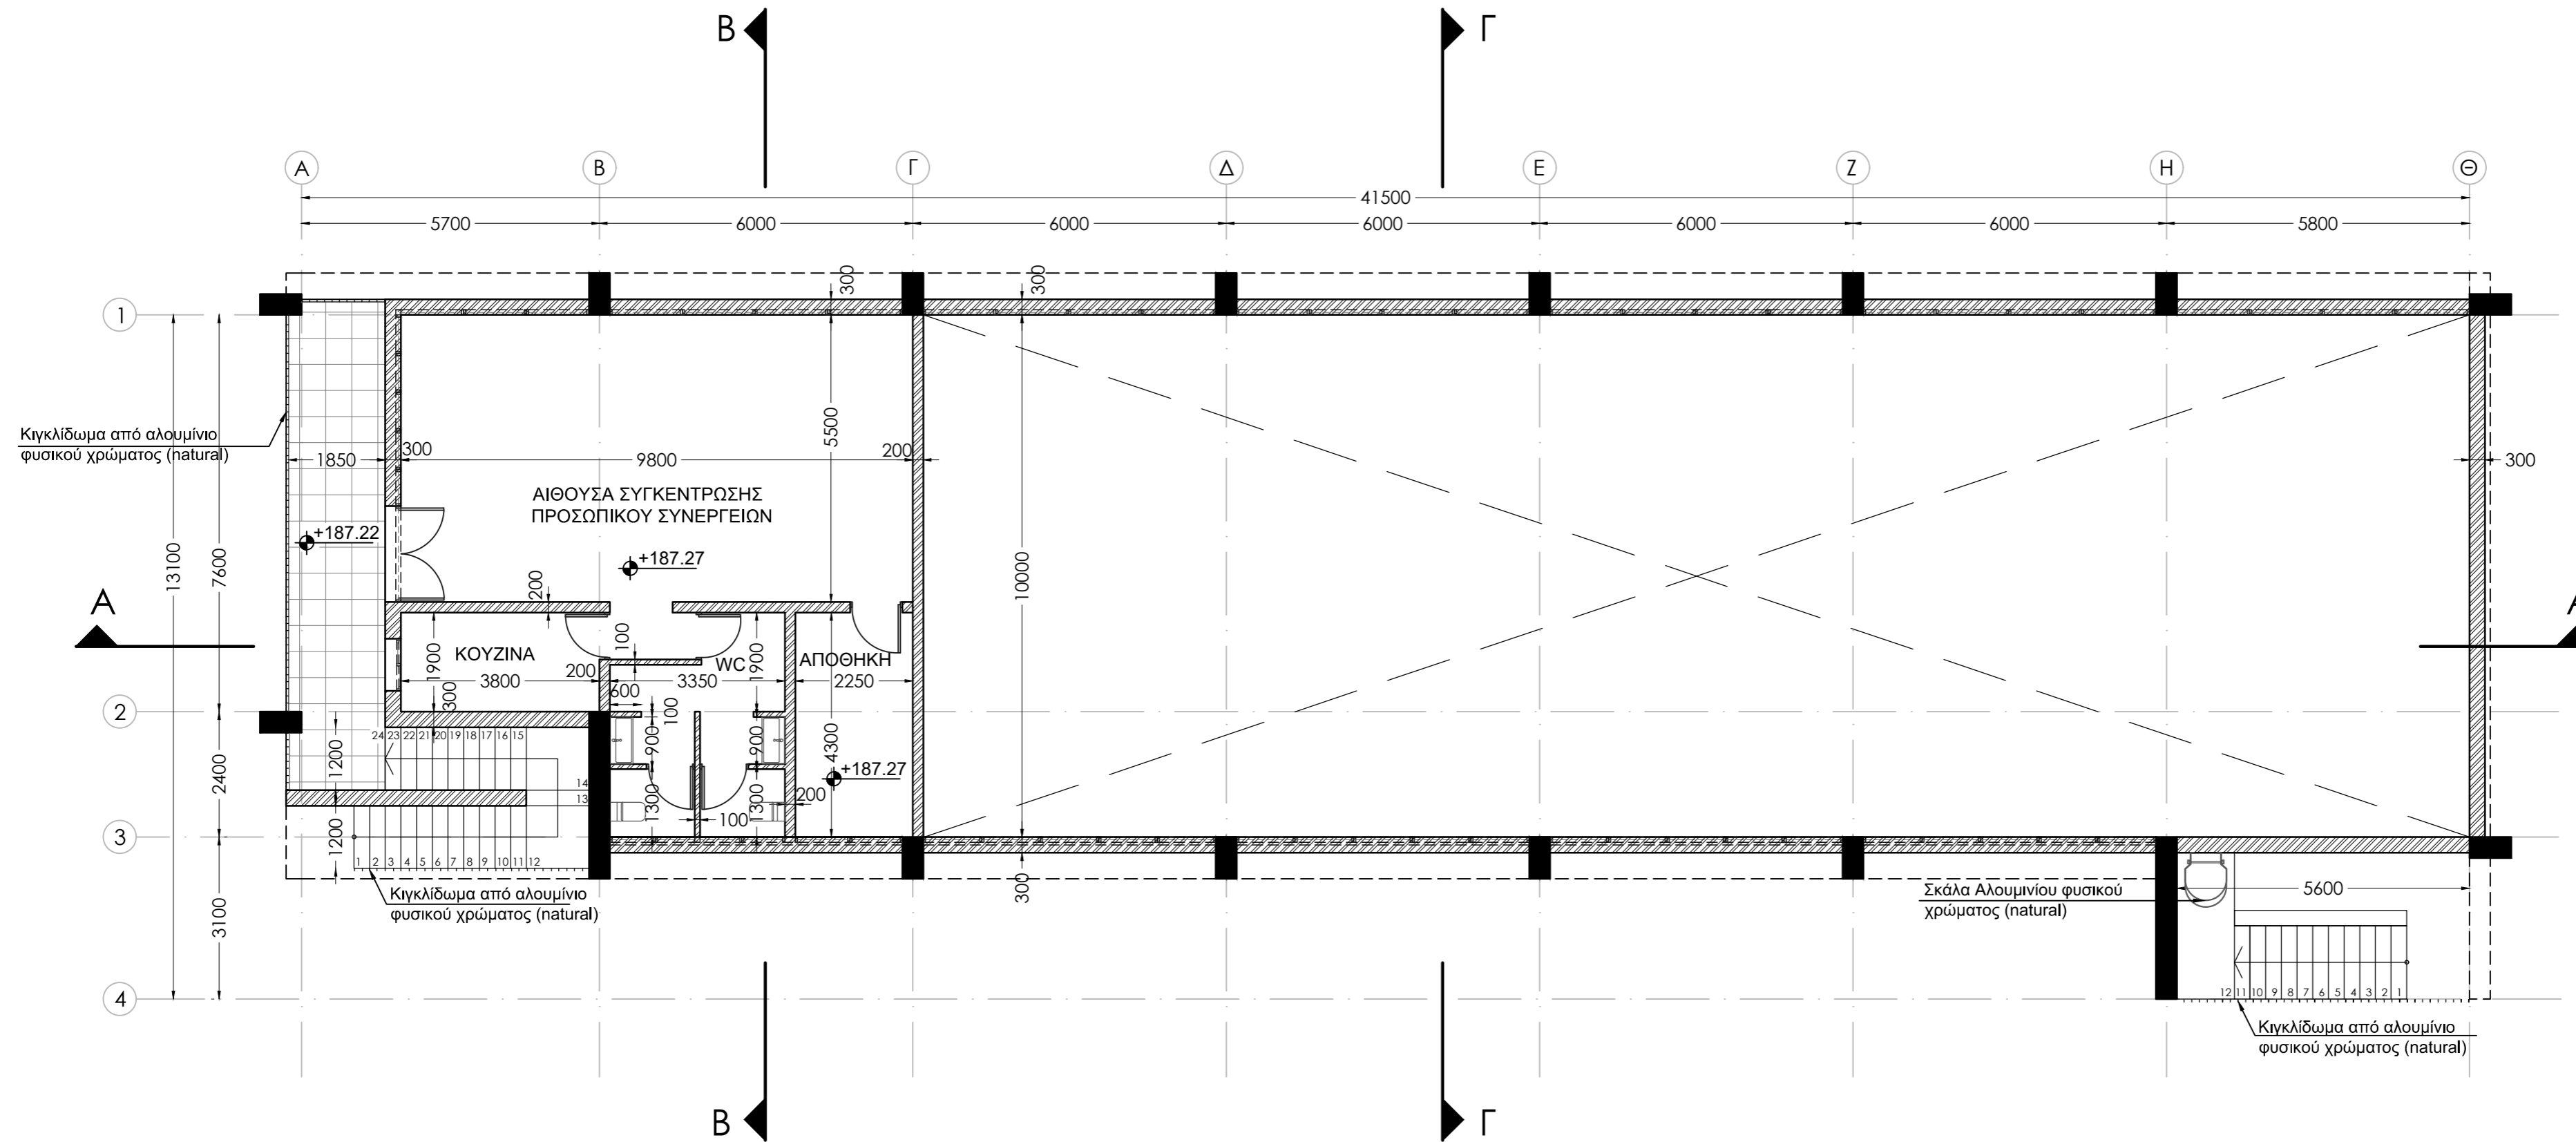 B
Γ
A
B
Γ
Δ
E
Z
H
Θ
41500
5700
6000
6000
6000
6000
6000
5800
300
300
1
Κιγκλίδωμα από αλουμίνιο
φυσικού χρώματος (natural)
1850
300
9800
200
5500
300
ΑΙΘΟΥΣΑ ΣΥΓΚΕΝΤΡΩΣΗΣ
ΠΡΟΣΩΠΙΚΟΥ ΣΥΝΕΡΓΕΙΩΝ
+187.22
+187.27
13100
7600
200
10000
A
A
ΚΟΥΖΙΝΑ
1900
200
3800
300
100
WC
1900
ΑΠΟΘΗΚΗ
3350
2250
600
100
2
24 23 22 21 20 19 18 17 16 15
2400
1200
900
900
4300
+187.27
14
13
1300
1300
200
100
3
1200
1 2 3 4 5 6 7 8 9 10 11 12
Κιγκλίδωμα από αλουμίνιο
φυσικού χρώματος (natural)
3100
300
Σκάλα Αλουμινίου φυσικού
χρώματος (natural)
5600
4
12 11 10 9 8 7 6 5 4 3 2 1
Κιγκλίδωμα από αλουμίνιο
φυσικού χρώματος (natural)
B
Γ